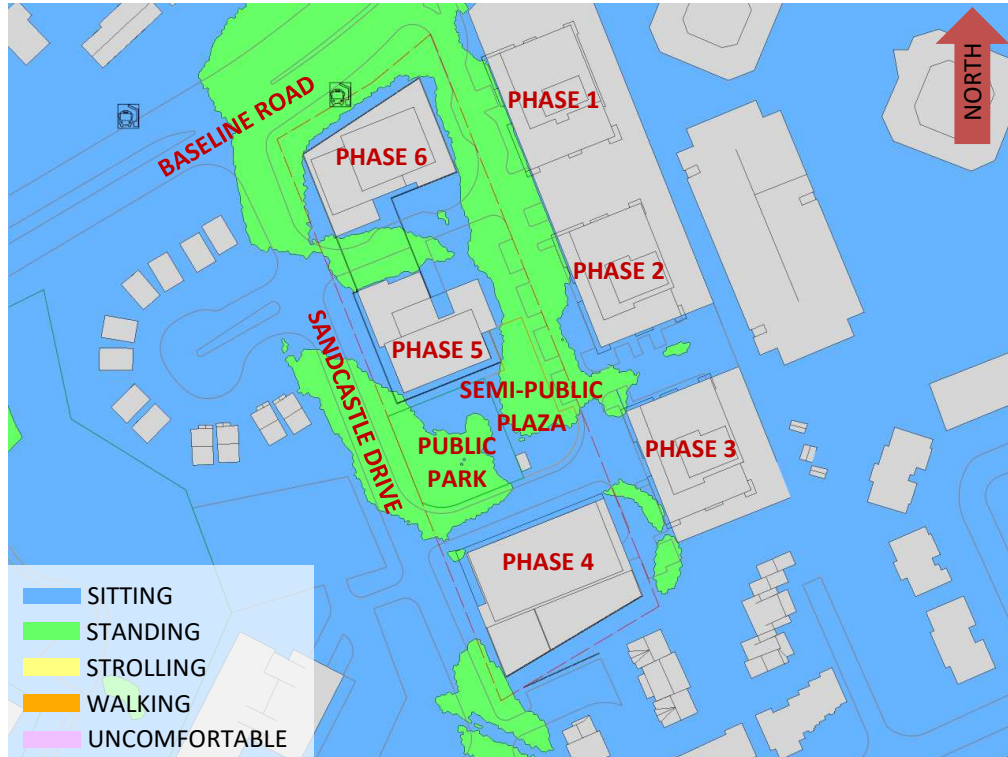 NORTH
BASELINE ROAD
PHASE 1
PHASE 6
PHASE 2
SANDCASTLE DRIVE
PHASE 5
SEMI-PUBLIC
PLAZA
PUBLIC
PARK
PHASE 3
PHASE 4
SITTING
STANDING
STROLLING
WALKING
UNCOMFORTABLE